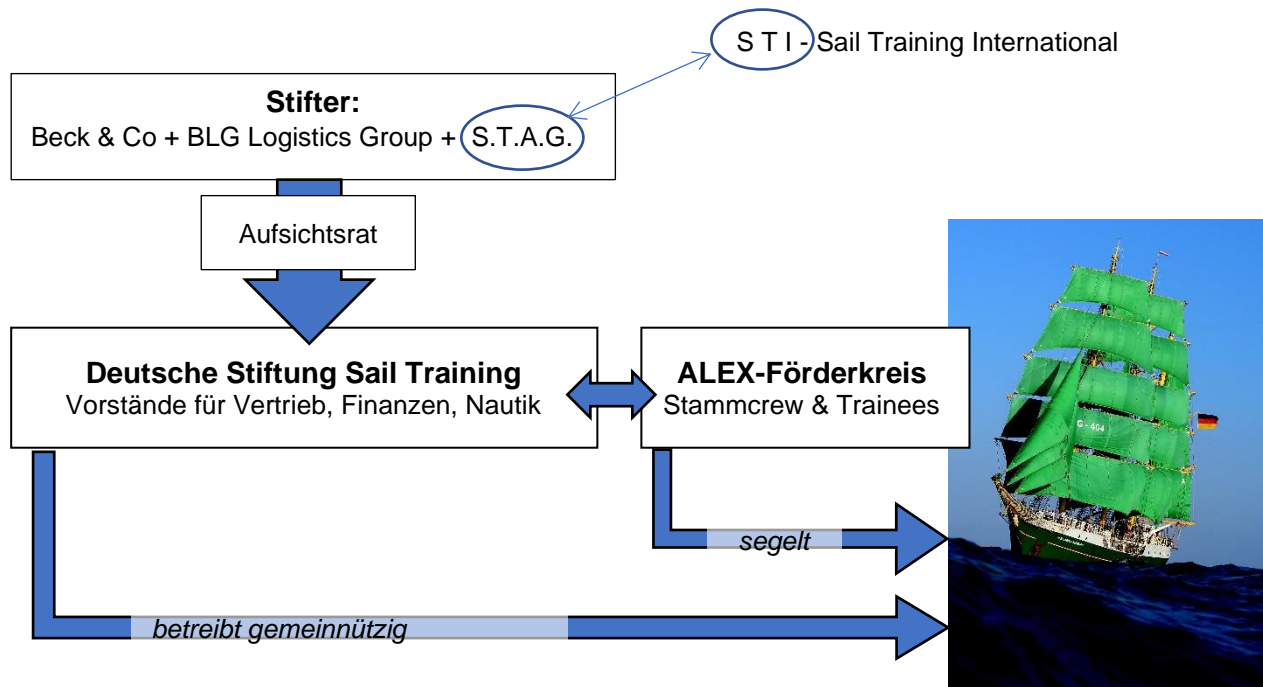 S T I - Sail Training International
Stifter:
Beck & Co + BLG Logistics Group + S.T.A.G.
Aufsichtsrat
Deutsche Stiftung Sail Training
Vorstände für Vertrieb, Finanzen, Nautik
ALEX-Förderkreis
Stammcrew & Trainees
G - 404
segelt
betreibt gemeinnützig